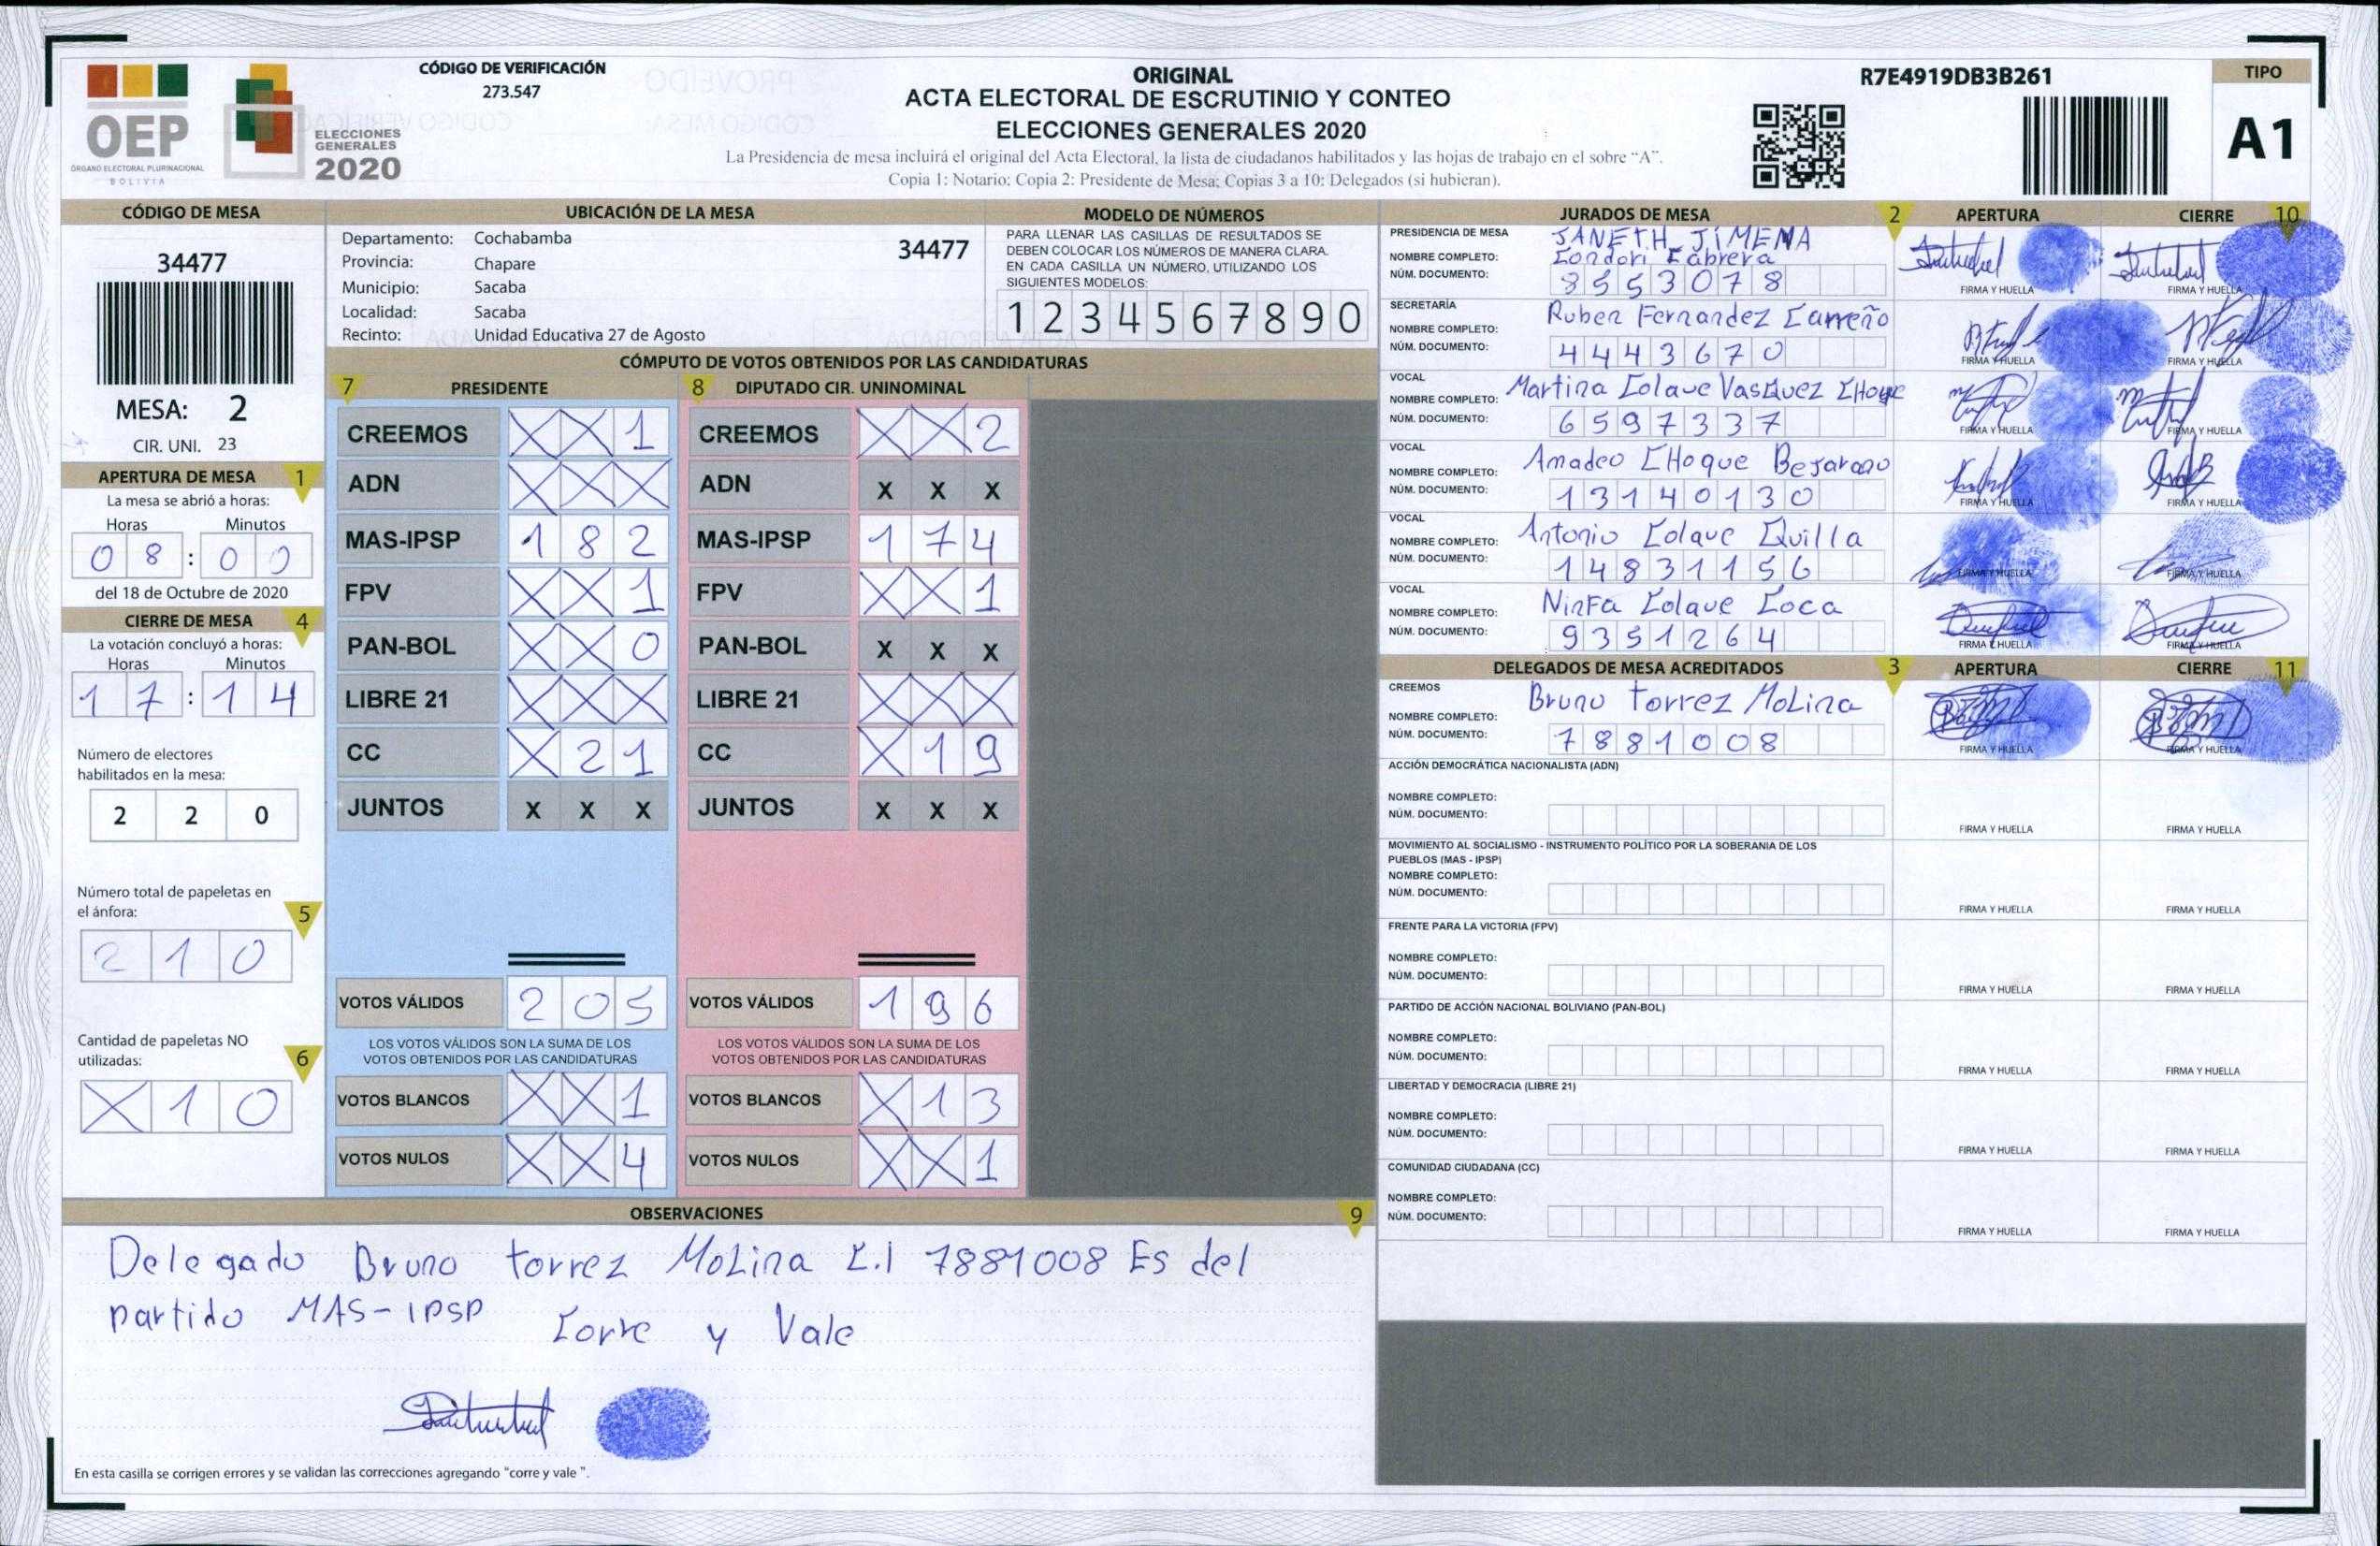 OEP
ÓRGANO ELECTORAL PLURINACIONAL
BOLIVIA
ELECCIONES
GENERALES
2020
CÓDIGO DE VERIFICACIÓN
273.547
ORIGINAL
ACTA ELECTORAL DE ESCRUTINIO Y CONTEO
ELECCIONES GENERALES 2020
La Presidencia de mesa incluirá el original del Acta Electoral, la lista de ciudadanos habilitados y las hojas de trabajo en el sobre “A”.
Copia 1: Notario; Copia 2: Presidente de Mesa; Copias 3 a 10: Delegados (si hubieran).
R7E4919DB3B261
TIPO
A1
CÓDIGO DE MESA
34477
MESA: 2
CIR. UNI. 23
APERTURA DE MESA 1
La mesa se abrió a horas:
Horas Minutos
08 : 00
del 18 de Octubre de 2020
CIERRE DE MESA 4
La votación concluyó a horas:
Horas Minutos
17 : 14
Número de electores
habilitados en la mesa:
2 2 0
Número total de papeletas en
el ánfora: 5
2 1 0
Cantidad de papeletas NO
utilizadas: 6
X 1 0
UBICACIÓN DE LA MESA
Departamento: Cochabamba 34477
Provincia: Chapare
Municipio: Sacaba
Localidad: Sacaba
Recinto: Unidad Educativa 27 de Agosto
MODELO DE NÚMEROS
PARA LLENAR LAS CASILLAS DE RESULTADOS SE
DEBEN COLOCAR LOS NÚMEROS DE MANERA CLARA.
EN CADA CASILLA UN NÚMERO, UTILIZANDO LOS
SIGUIENTES MODELOS:
1 2 3 4 5 6 7 8 9 0
CÓMPUTO DE VOTOS OBTENIDOS POR LAS CANDIDATURAS
7 PRESIDENTE
CREEMOS X X 1
ADN X X X
MAS-IPSP 1 8 2
FPV X X 1
PAN-BOL X X 0
LIBRE 21 X X X
CC X 2 1
JUNTOS X X X
VOTOS VÁLIDOS 2 0 5
LOS VOTOS VÁLIDOS SON LA SUMA DE LOS
VOTOS OBTENIDOS POR LAS CANDIDATURAS
VOTOS BLANCOS X X 1
VOTOS NULOS X X 4
8 DIPUTADO CIR. UNINOMINAL
CREEMOS X X 2
ADN X X X
MAS-IPSP 1 7 4
FPV X X 1
PAN-BOL X X X
LIBRE 21 X X X
CC X 1 9
JUNTOS X X X
VOTOS VÁLIDOS 1 9 6
LOS VOTOS VÁLIDOS SON LA SUMA DE LOS
VOTOS OBTENIDOS POR LAS CANDIDATURAS
VOTOS BLANCOS X 1 3
VOTOS NULOS X X 1
OBSERVACIONES 9
Delegado Bruno torrez Molina C.I 7881008 Es del
partido MAS-IPSP Corre y Vale
En esta casilla se corrigen errores y se validan las correcciones agregando "corre y vale ".
JURADOS DE MESA 2 APERTURA CIERRE 10
PRESIDENCIA DE MESA
JANETH JIMENA
NOMBRE COMPLETO: Condori Cabrera
NÚM. DOCUMENTO: 8553078
FIRMA Y HUELLA FIRMA Y HUELLA
SECRETARÍA
NOMBRE COMPLETO: Ruben Fernandez Carreño
NÚM. DOCUMENTO: 4443670
FIRMA Y HUELLA FIRMA Y HUELLA
VOCAL
NOMBRE COMPLETO: Martina Colque Vasquez CHoque
NÚM. DOCUMENTO: 6597337
FIRMA Y HUELLA FIRMA Y HUELLA
VOCAL
NOMBRE COMPLETO: Amadeo CHoque Bejarano
NÚM. DOCUMENTO: 13140130
FIRMA Y HUELLA FIRMA Y HUELLA
VOCAL
NOMBRE COMPLETO: Antonio Colque Quilla
NÚM. DOCUMENTO: 14831156
FIRMA Y HUELLA FIRMA Y HUELLA
VOCAL
NOMBRE COMPLETO: Ninfa Colque Coca
NÚM. DOCUMENTO: 9351264
FIRMA Y HUELLA FIRMA Y HUELLA
DELEGADOS DE MESA ACREDITADOS 3 APERTURA CIERRE 11
CREEMOS
NOMBRE COMPLETO: Bruno torrez Molina
NÚM. DOCUMENTO: 7881008
FIRMA Y HUELLA FIRMA Y HUELLA
ACCIÓN DEMOCRÁTICA NACIONALISTA (ADN)
NOMBRE COMPLETO:
NÚM. DOCUMENTO:
FIRMA Y HUELLA FIRMA Y HUELLA
MOVIMIENTO AL SOCIALISMO - INSTRUMENTO POLÍTICO POR LA SOBERANIA DE LOS
PUEBLOS (MAS - IPSP)
NOMBRE COMPLETO:
NÚM. DOCUMENTO:
FIRMA Y HUELLA FIRMA Y HUELLA
FRENTE PARA LA VICTORIA (FPV)
NOMBRE COMPLETO:
NÚM. DOCUMENTO:
FIRMA Y HUELLA FIRMA Y HUELLA
PARTIDO DE ACCIÓN NACIONAL BOLIVIANO (PAN-BOL)
NOMBRE COMPLETO:
NÚM. DOCUMENTO:
FIRMA Y HUELLA FIRMA Y HUELLA
LIBERTAD Y DEMOCRACIA (LIBRE 21)
NOMBRE COMPLETO:
NÚM. DOCUMENTO:
FIRMA Y HUELLA FIRMA Y HUELLA
COMUNIDAD CIUDADANA (CC)
NOMBRE COMPLETO:
NÚM. DOCUMENTO:
FIRMA Y HUELLA FIRMA Y HUELLA